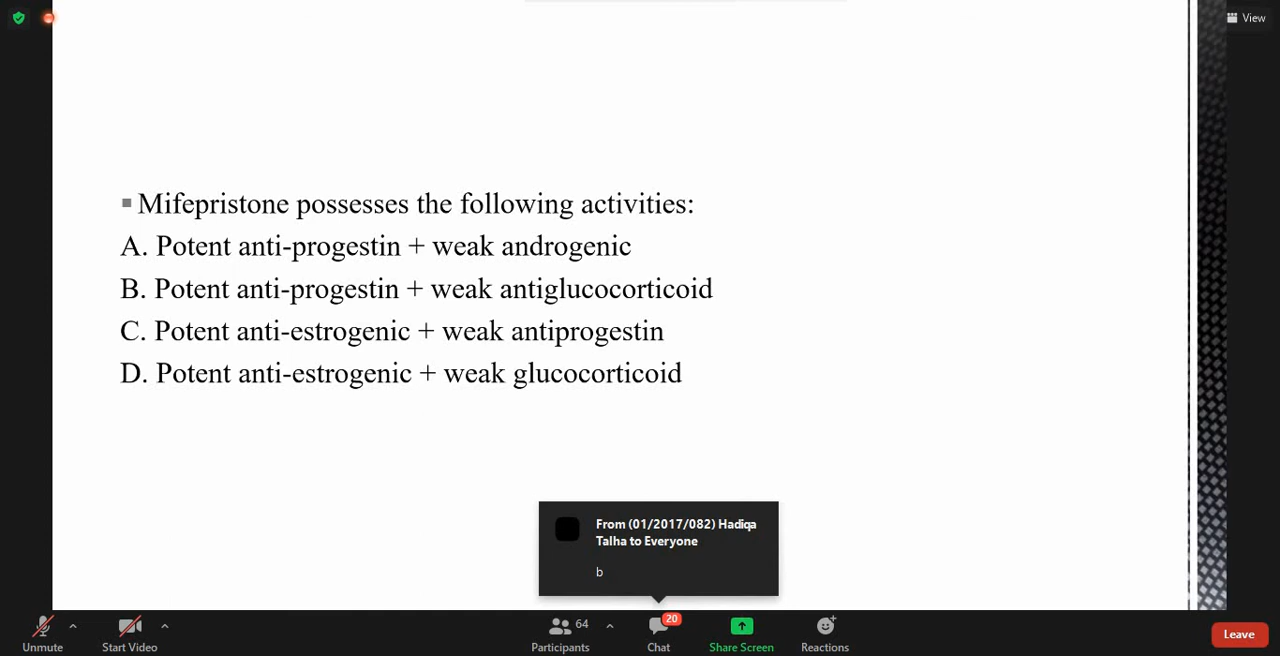 View
Mifepristone possesses the following activities:
A. Potent anti-progestin + weak androgenic
B. Potent anti-progestin + weak antiglucocorticoid
C. Potent anti-estrogenic + weak antiprogestin
D. Potent anti-estrogenic + weak glucocorticoid
From (01/2017/082) Hadiqa
Talha to Everyone
b
64
20
Unmute
Start Video
Participants
Chat
Share Screen
Reactions
Leave